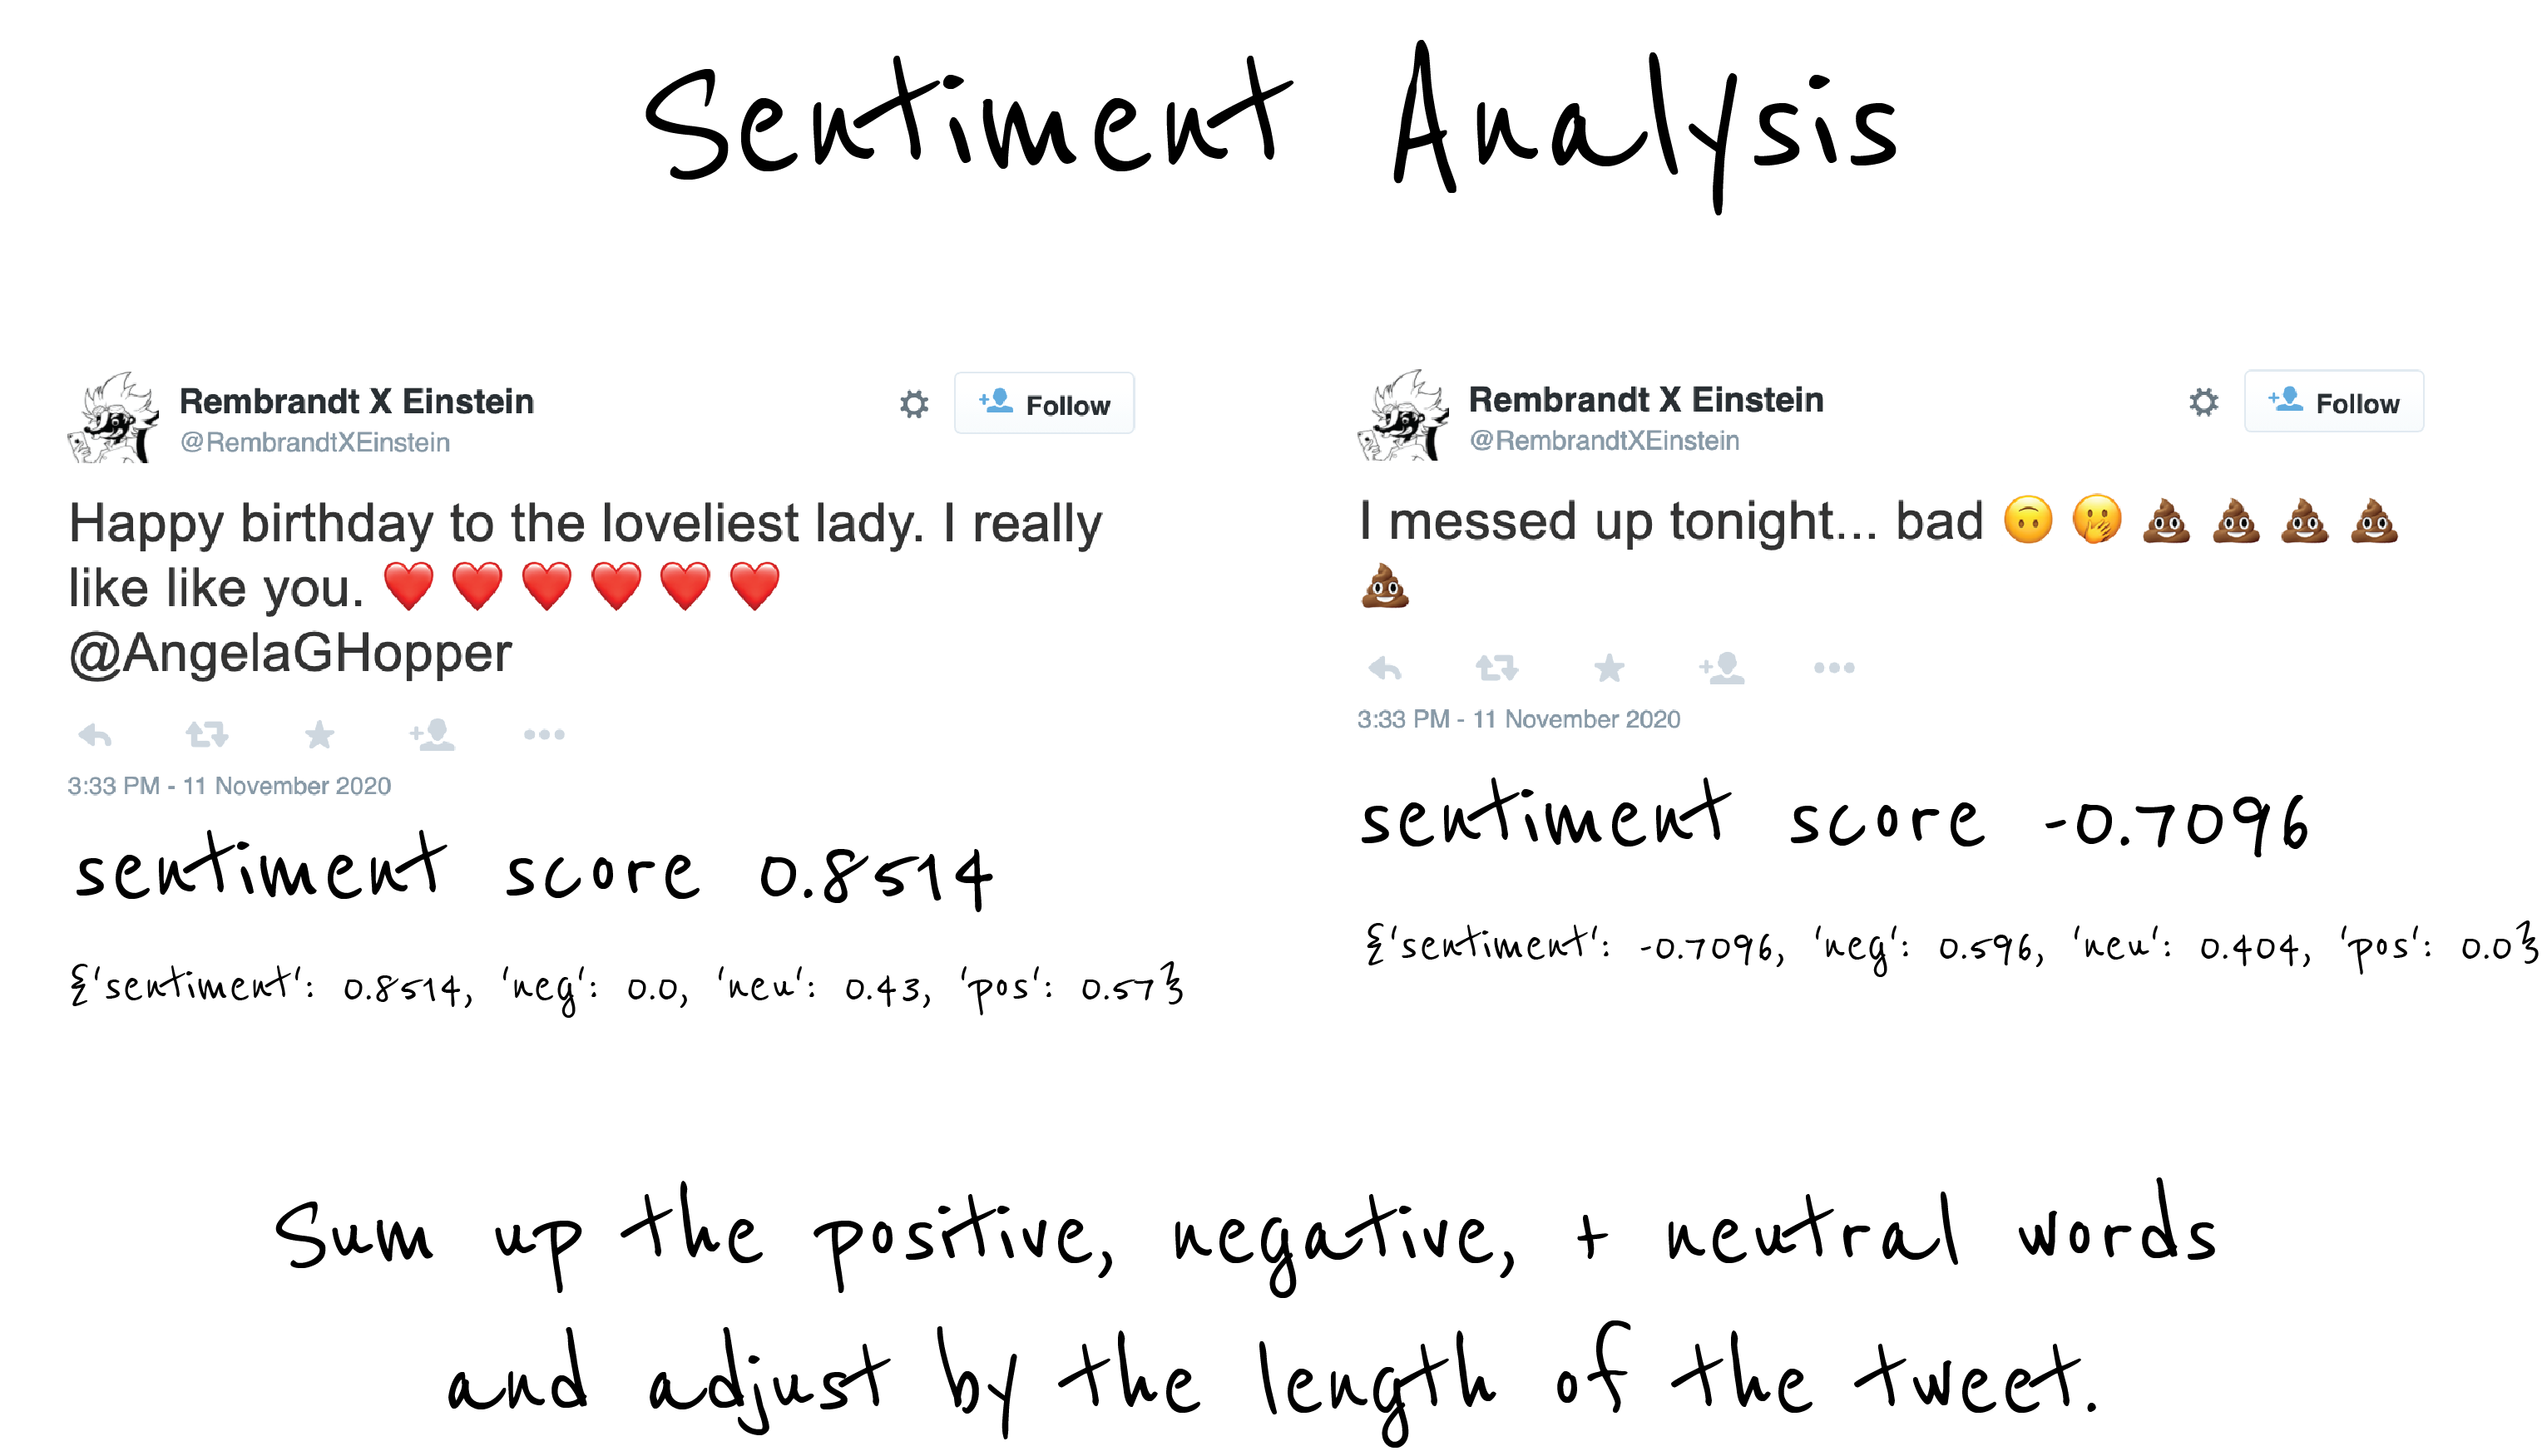 Sentiment Analysis
Rembrandt X Einstein
@RembrandtXEinstein
Follow
Happy birthday to the loveliest lady. I really
like like you. ❤️ ❤️ ❤️ ❤️ ❤️ ❤️
@AngelaGHopper
3:33 PM - 11 November 2020
sentiment score 0.8514
{'sentiment': 0.8514, 'neg': 0.0, 'neu': 0.43, 'pos': 0.57}
Rembrandt X Einstein
@RembrandtXEinstein
Follow
I messed up tonight... bad 🙃 🤭 💩 💩 💩 💩
💩
3:33 PM - 11 November 2020
sentiment score -0.7096
{'sentiment': -0.7096, 'neg': 0.596, 'neu': 0.404, 'pos': 0.0}
Sum up the positive, negative, + neutral words
and adjust by the length of the tweet.